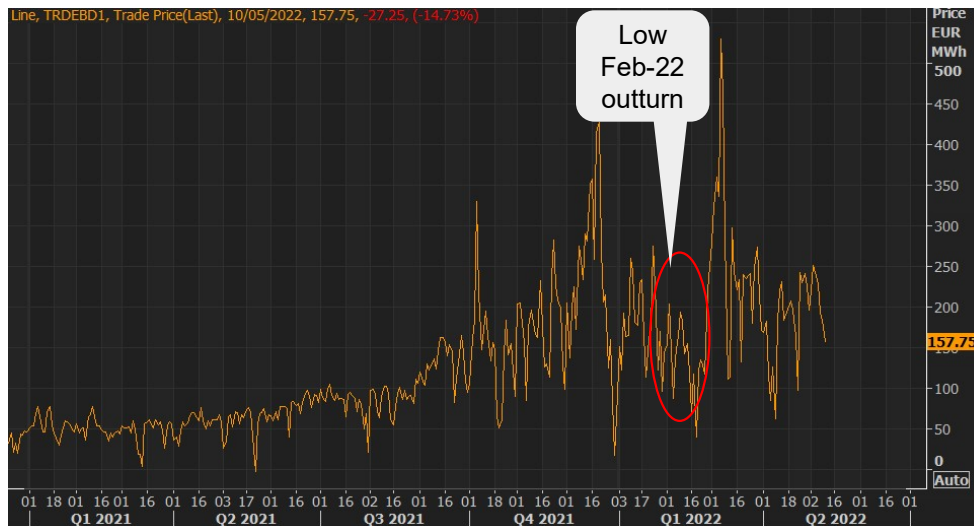 Line, TRDEBD1, Trade Price(Last), 10/05/2022, 157.75, -27.25, (-14.73%)
Price
EUR
MWh
Low
Feb-22
outturn
500
450
400
350
300
250
200
157.75
150
100
50
0
Auto
01 18 01 16 01 16 01 16 01 16 03 17 01 16 01 16 02 16 01 16 01 18 01 16 01 16 03 17 01 16 01 16 01 18 02 16 01 16 01
Q1 2021 Q2 2021 Q3 2021 Q4 2021 Q1 2022 Q2 2022